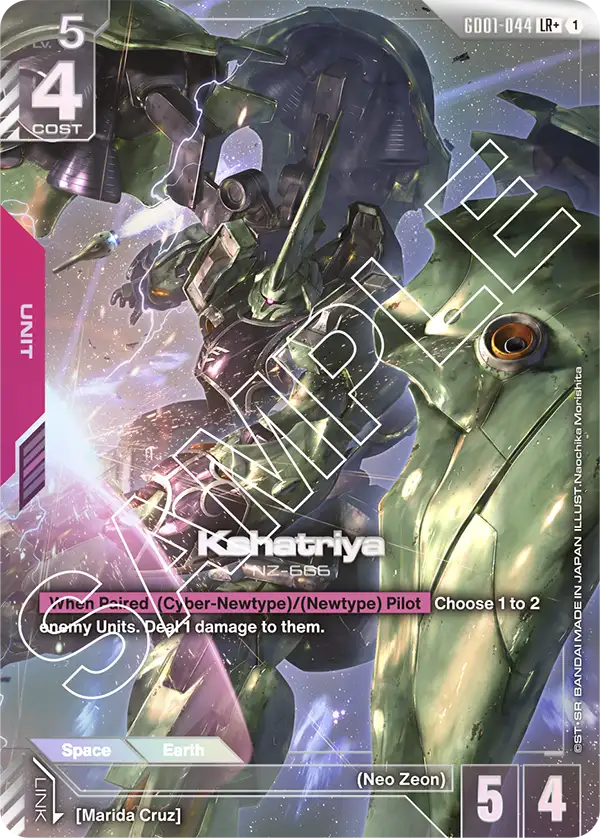 Lv. 5
GD01-044 LR+ 1
4
COST
UNIT
SAMPLE
©ST·SR BANDAI MADE IN JAPAN ILLUST.Naochika Morishita
Kshatriya
NZ-666
When Paired (Cyber-Newtype)/(Newtype) Pilot Choose 1 to 2
enemy Units. Deal 1 damage to them.
Space Earth
(Neo Zeon)
LINK
[Marida Cruz]
5 4